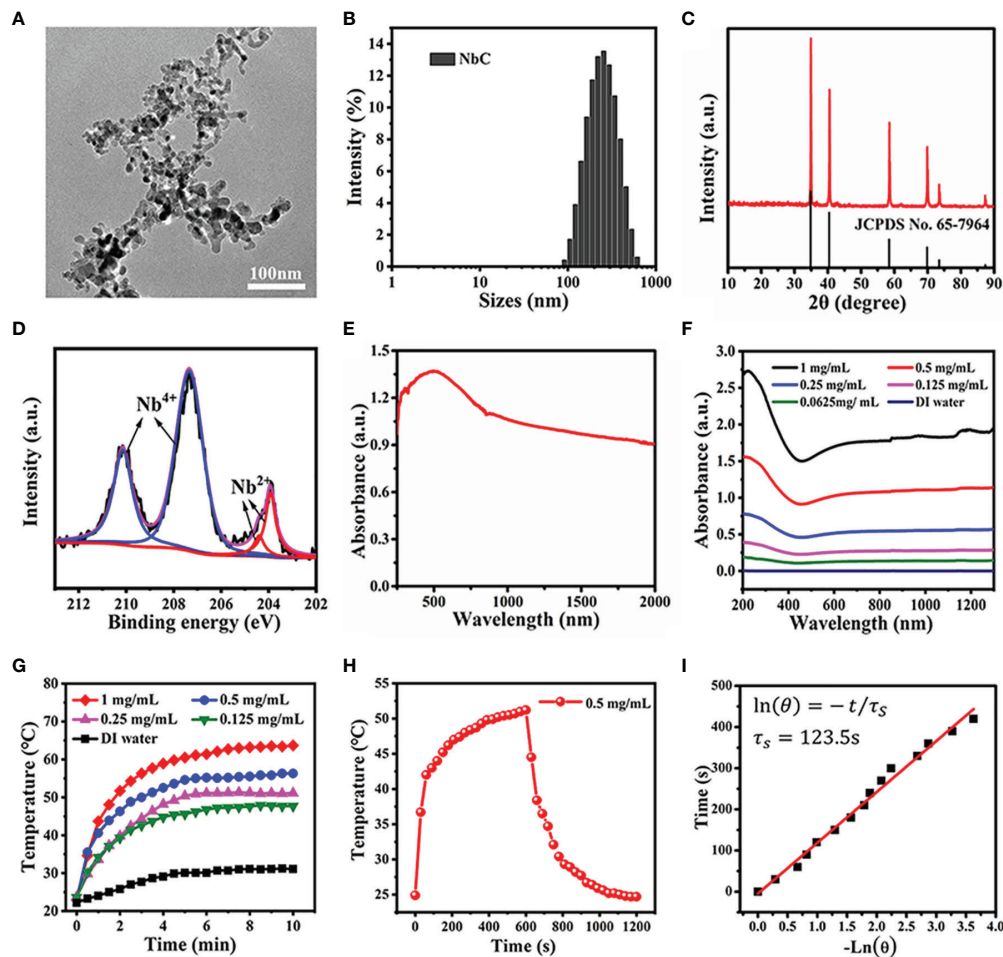 A
100nm
B
NbC
Intensity (%)
14
12
10
8
6
4
2
0
1
10
100
1000
Sizes (nm)
C
Intensity (a.u.)
JCPDS No. 65-7964
10
20
30
40
50
60
70
80
90
2θ (degree)
D
Intensity (a.u.)
Nb4+
Nb2+
212
210
208
206
204
202
Binding energy (eV)
E
Absorbance (a.u.)
1.5
1.2
0.9
0.6
0.3
0.0
500
1000
1500
2000
Wavelength (nm)
F
Absorbance (a.u.)
3.0
2.5
2.0
1.5
1.0
0.5
0.0
1 mg/mL
0.5 mg/mL
0.25 mg/mL
0.125 mg/mL
0.0625mg/ mL
DI water
200
400
600
800
1000
1200
Wavelength (nm)
G
Temperature (°C)
80
70
60
50
40
30
20
1 mg/mL
0.5 mg/mL
0.25 mg/mL
0.125 mg/mL
DI water
0
2
4
6
8
10
Time (min)
H
Temperature (°C)
55
50
45
40
35
30
25
0.5 mg/mL
0
200
400
600
800
1000
1200
Time (s)
I
Time (s)
500
400
300
200
100
0
ln(θ) = −t/τS
τs = 123.5s
0.0
0.5
1.0
1.5
2.0
2.5
3.0
3.5
4.0
-Ln(θ)